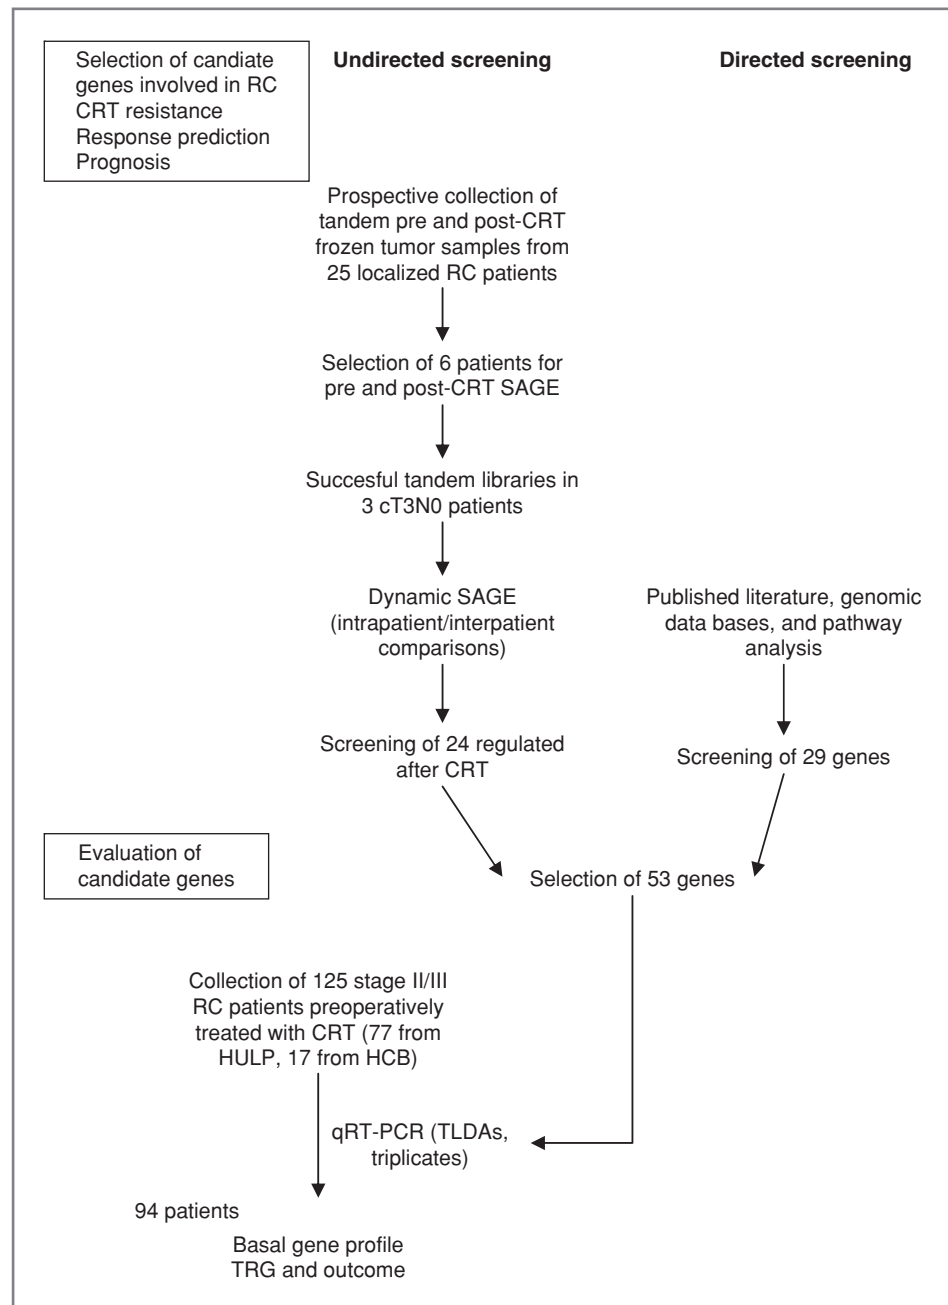 Selection of candiate
genes involved in RC
CRT resistance
Response prediction
Prognosis
Undirected screening
Directed screening
Prospective collection of
tandem pre and post-CRT
frozen tumor samples from
25 localized RC patients
Selection of 6 patients for
pre and post-CRT SAGE
Succesful tandem libraries in
3 cT3N0 patients
Dynamic SAGE
(intrapatient/interpatient
comparisons)
Published literature, genomic
data bases, and pathway
analysis
Screening of 24 regulated
after CRT
Screening of 29 genes
Evaluation of
candidate genes
Selection of 53 genes
Collection of 125 stage II/III
RC patients preoperatively
treated with CRT (77 from
HULP, 17 from HCB)
qRT-PCR (TLDAs,
triplicates)
94 patients
Basal gene profile
TRG and outcome